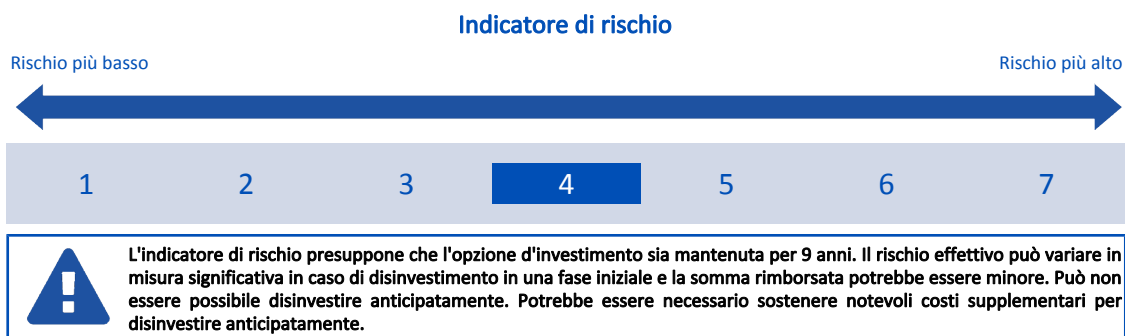 Indicatore di rischio
Rischio più basso
Rischio più alto
1 2 3 4 5 6 7
L'indicatore di rischio presuppone che l'opzione d'investimento sia mantenuta per 9 anni. Il rischio effettivo può variare in
misura significativa in caso di disinvestimento in una fase iniziale e la somma rimborsata potrebbe essere minore. Può non
essere possibile disinvestire anticipatamente. Potrebbe essere necessario sostenere notevoli costi supplementari per
disinvestire anticipatamente.